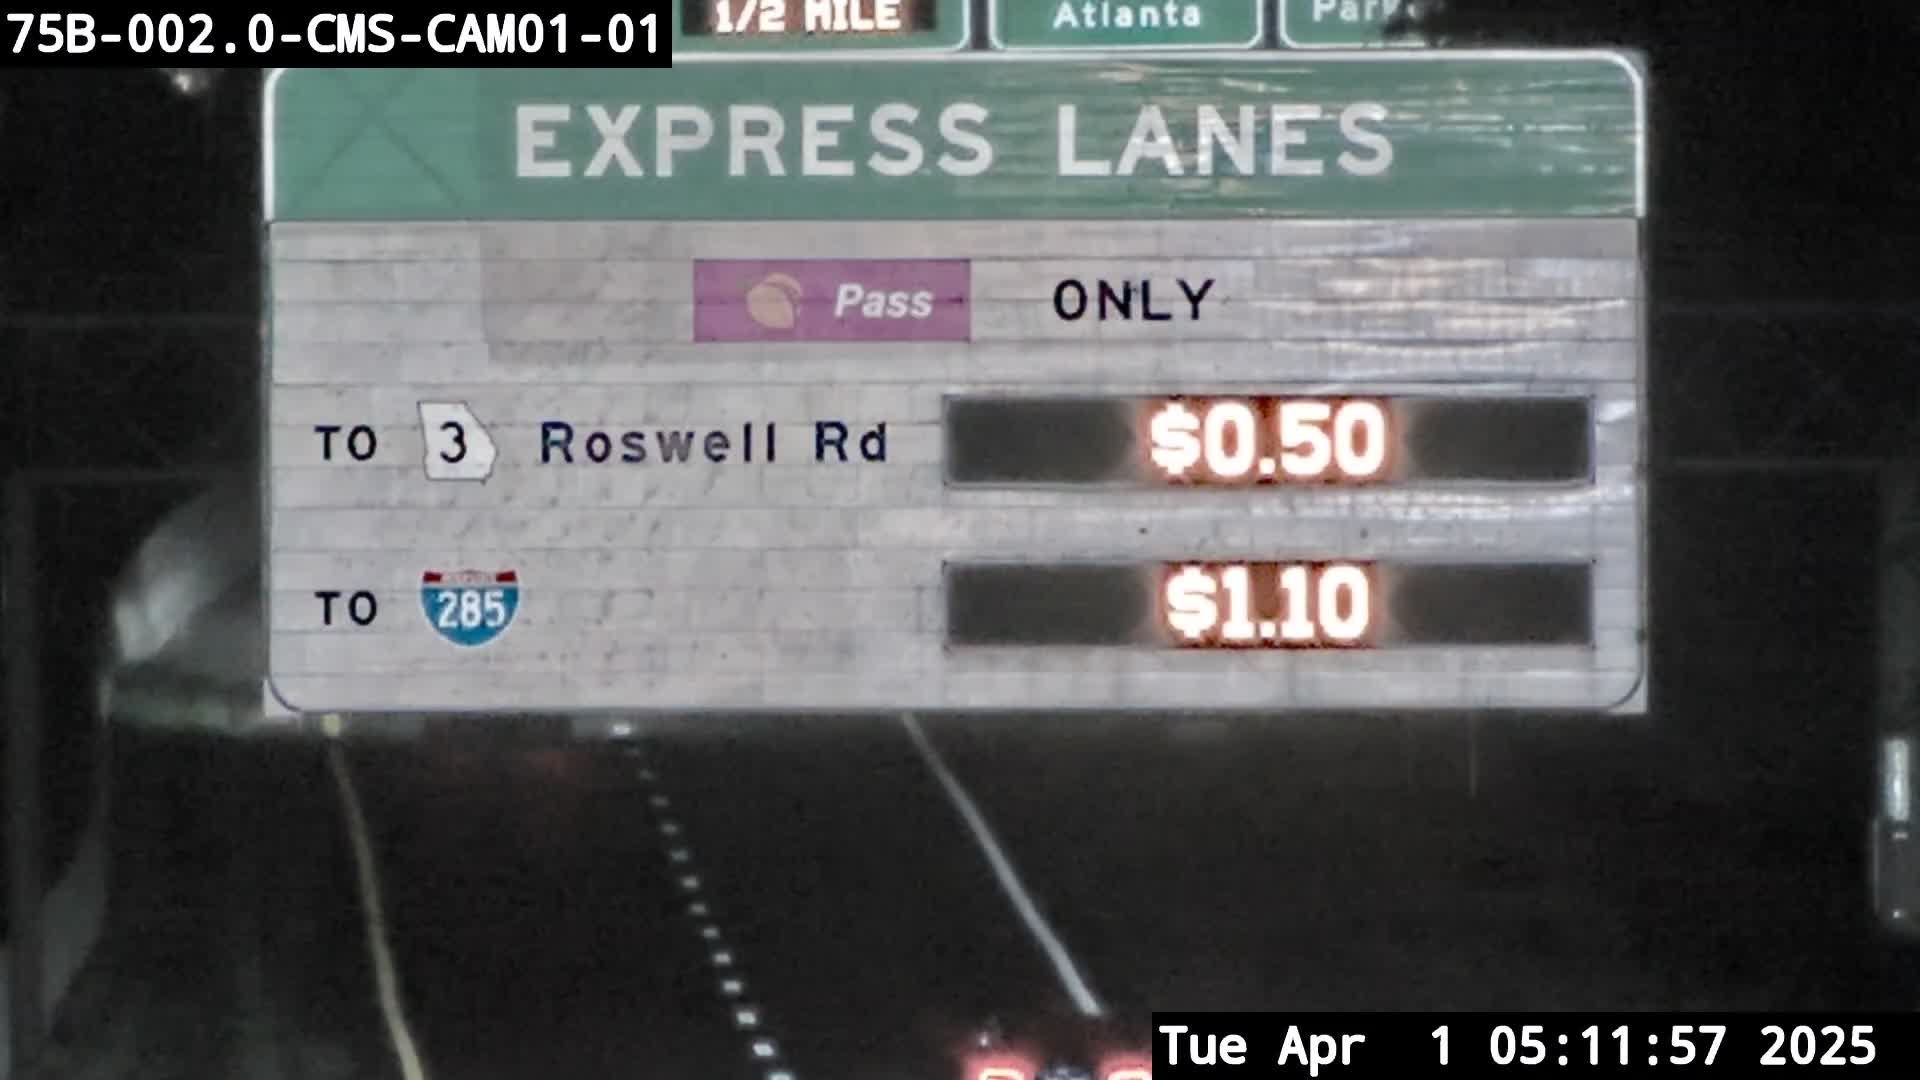 75B-002.0-CMS-CAM01-01
1/2 MILE
Atlanta
EXPRESS LANES
Pass ONLY
TO 3 Roswell Rd $0.50
TO 285 $1.10
Tue Apr 1 05:11:57 2025